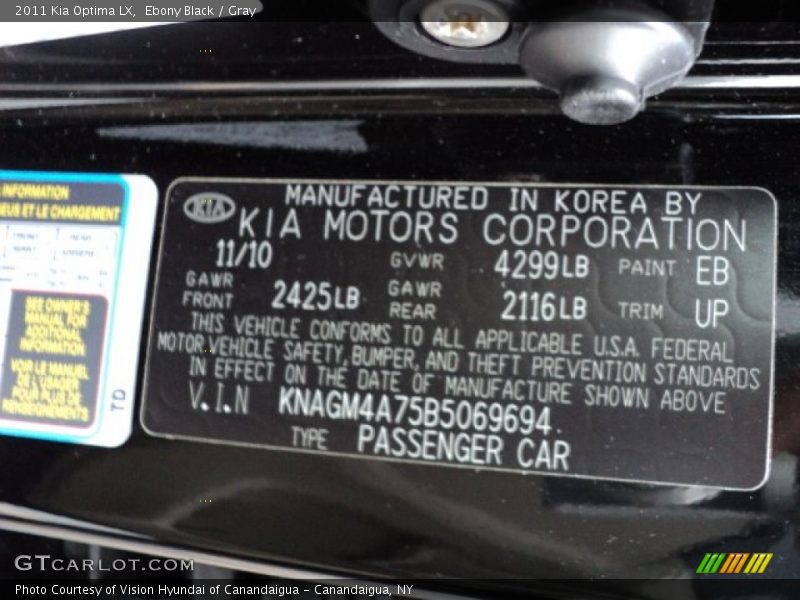 2011 Kia Optima LX, Ebony Black / Gray
INFORMATION
EUS ET LE CHARGEMENT
SEE OWNER'S
MANUAL FOR
ADDITIONAL
INFORMATION
VOIR LE MANUEL
DE L'USAGER
POUR PLUS DE
RENSEIGNEMENTS
TD
KIA
MANUFACTURED IN KOREA BY
KIA MOTORS CORPORATION
11/10 GVWR 4299LB PAINT EB
GAWR FRONT 2425LB GAWR REAR 2116LB TRIM UP
THIS VEHICLE CONFORMS TO ALL APPLICABLE U.S.A. FEDERAL
MOTOR VEHICLE SAFETY, BUMPER, AND THEFT PREVENTION STANDARDS
IN EFFECT ON THE DATE OF MANUFACTURE SHOWN ABOVE
V.I.N KNAGM4A75B5069694.
TYPE PASSENGER CAR
GTCARLOT.COM
Photo Courtesy of Vision Hyundai of Canandaigua - Canandaigua, NY